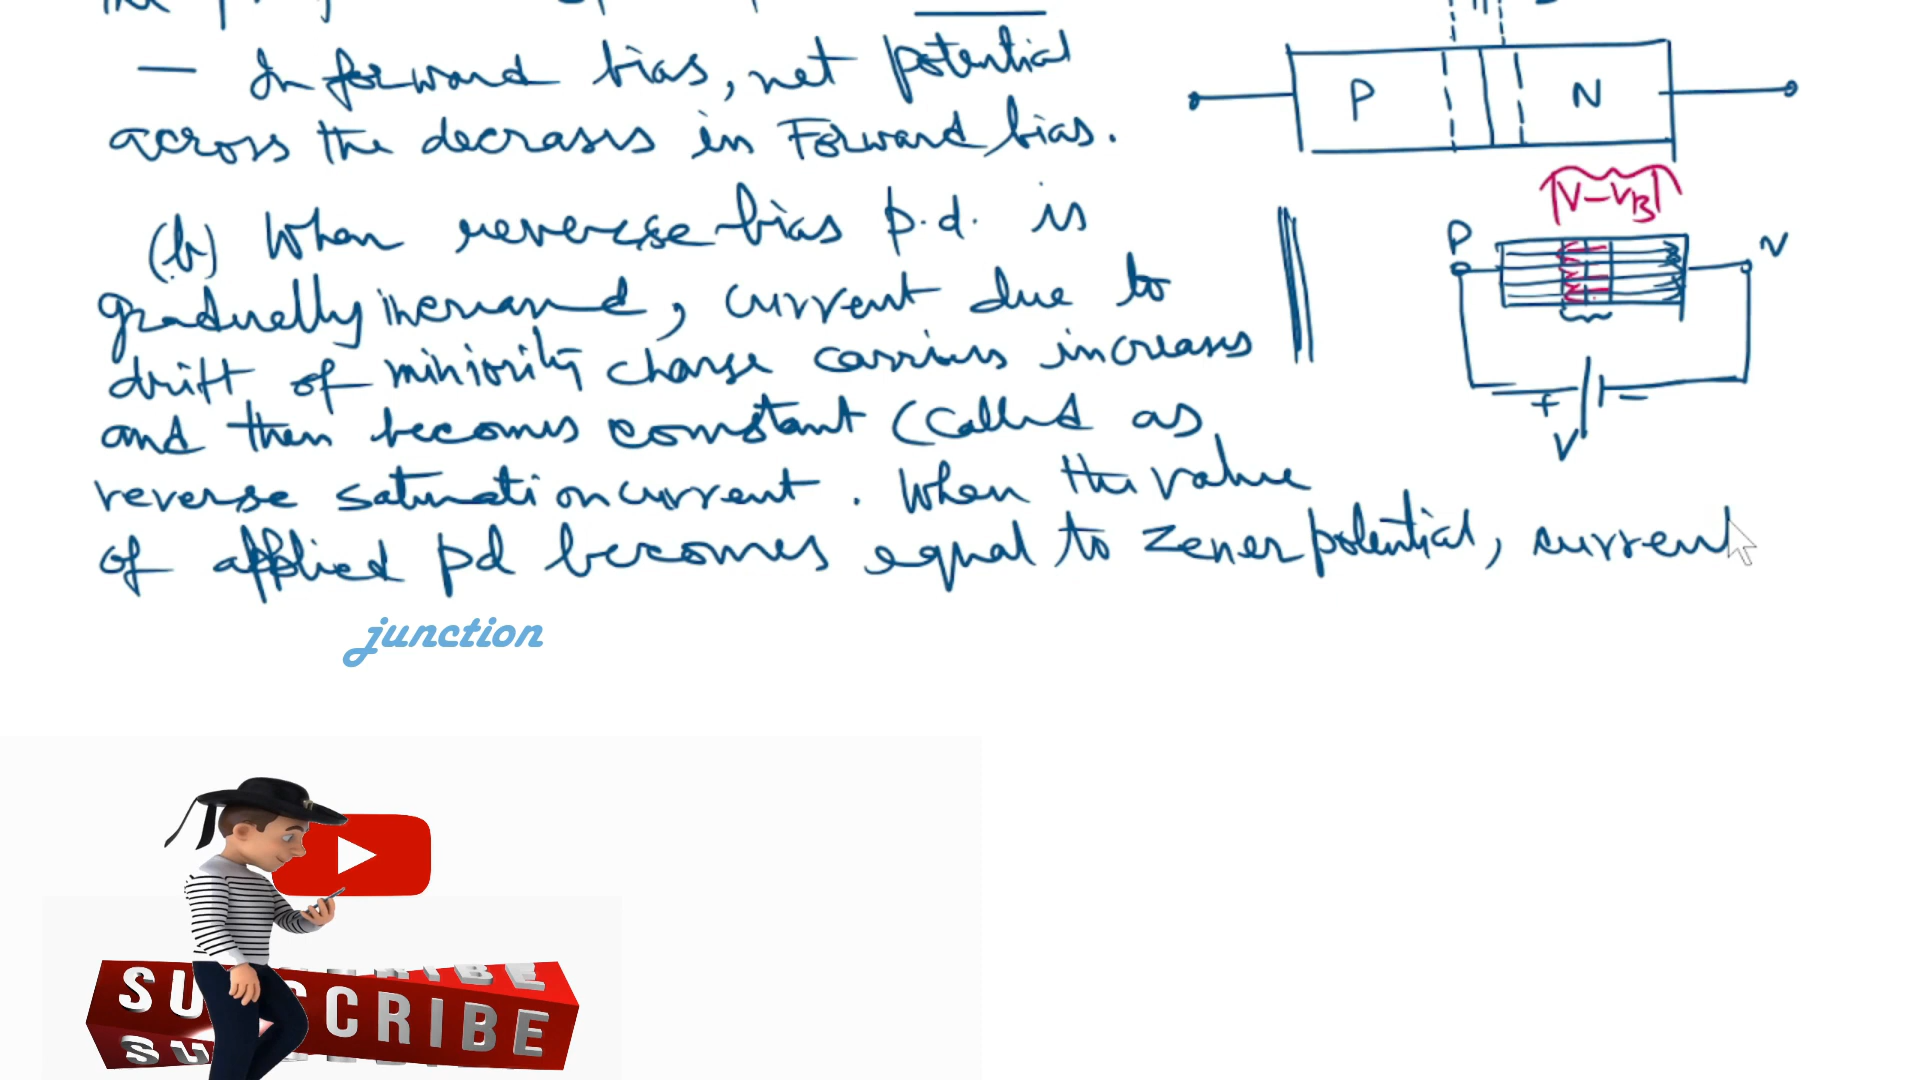 — In forward bias, net potential
across the decrases in Forward bias.
(b) When reverse bias p.d. is
gradually increased, current due to
drift of miniority charge carriers increases
and then becomes constant (Called as
reverse saturation current. When the value
of applied pd becomes equal to Zener potential, current
P N
|V-VB|
P N
+ -
V
junction
SUBSCRIBE